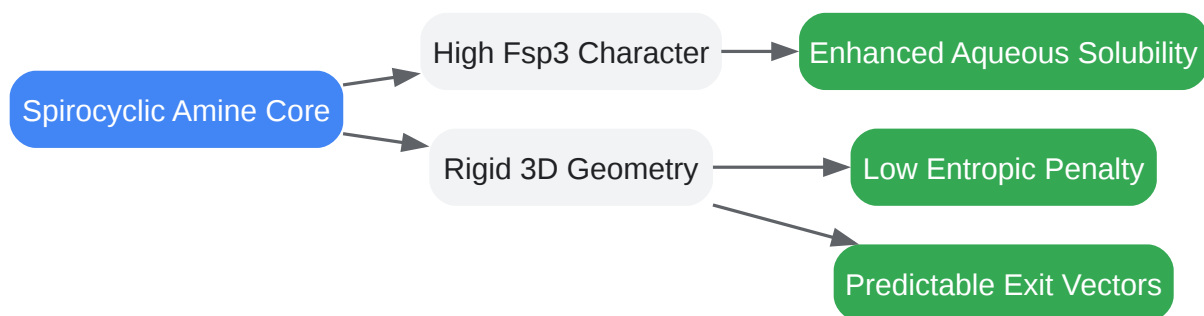 Spirocyclic Amine Core
High Fsp3 Character
Enhanced Aqueous Solubility
Rigid 3D Geometry
Low Entropic Penalty
Predictable Exit Vectors